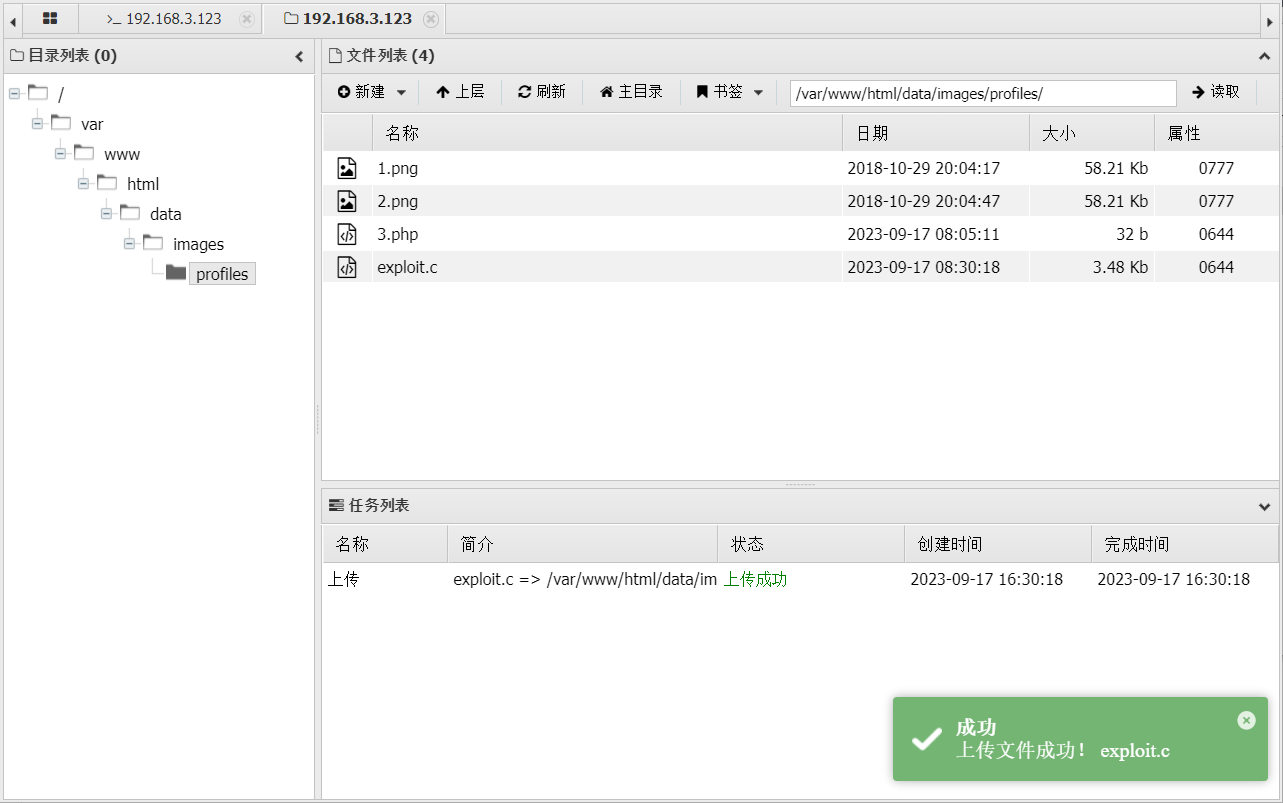 >_ 192.168.3.123
192.168.3.123
目录列表 (0)
/
var
www
html
data
images
profiles
文件列表 (4)
新建 上层 刷新 主目录 书签 /var/www/html/data/images/profiles/ 读取
名称 日期 大小 属性
1.png 2018-10-29 20:04:17 58.21 Kb 0777
2.png 2018-10-29 20:04:47 58.21 Kb 0777
3.php 2023-09-17 08:05:11 32 b 0644
exploit.c 2023-09-17 08:30:18 3.48 Kb 0644
任务列表
名称 简介 状态 创建时间 完成时间
上传 exploit.c => /var/www/html/data/im 上传成功 2023-09-17 16:30:18 2023-09-17 16:30:18
成功
上传文件成功！ exploit.c